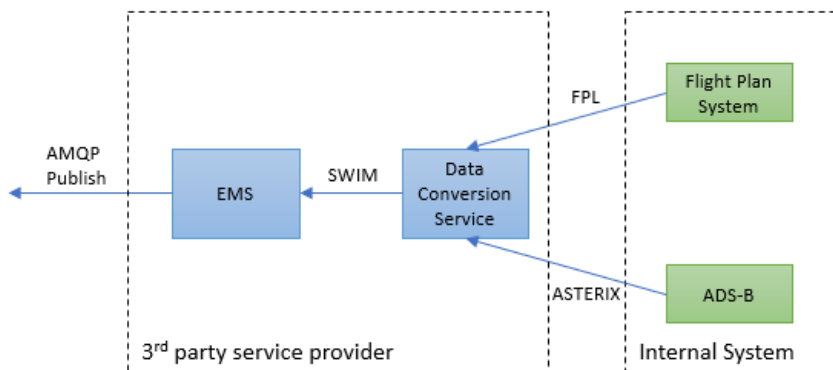 AMQP
Publish
EMS
SWIM
Data
Conversion
Service
FPL
Flight Plan
System
ASTERIX
ADS-B
3rd party service provider
Internal System